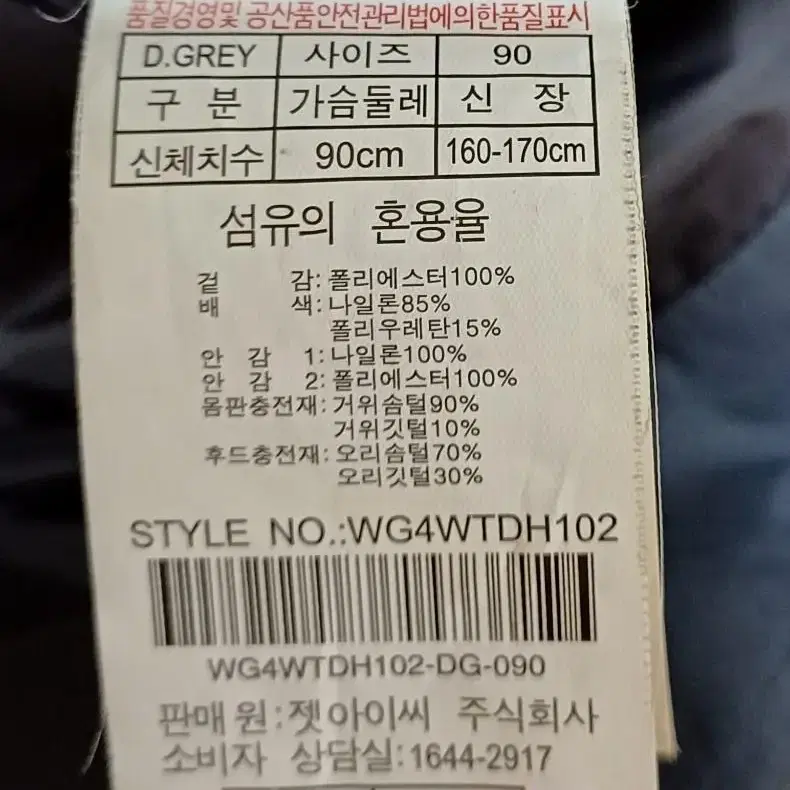 품질경영및 공산품안전관리법에의한품질표시
D.GREY 사이즈 90
구 분 가슴둘레 신 장
신체치수 90cm 160-170cm
섬유의 혼용율
겉 감: 폴리에스터100%
배 색: 나일론85%
폴리우레탄15%
안 감 1: 나일론100%
안 감 2: 폴리에스터100%
몸판충전재: 거위솜털90%
거위깃털10%
후드충전재: 오리솜털70%
오리깃털30%
STYLE NO.:WG4WTDH102
WG4WTDH102-DG-090
판매원:젯아이씨 주식회사
소비자 상담실:1644-2917